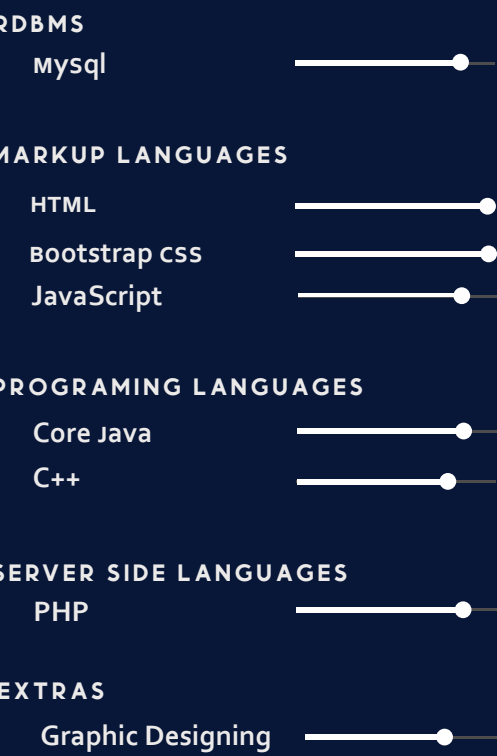 RDBMS
Mysql
MARKUP LANGUAGES
HTML
Bootstrap CSS
JavaScript
PROGRAMING LANGUAGES
Core Java
C++
SERVER SIDE LANGUAGES
PHP
EXTRAS
Graphic Designing